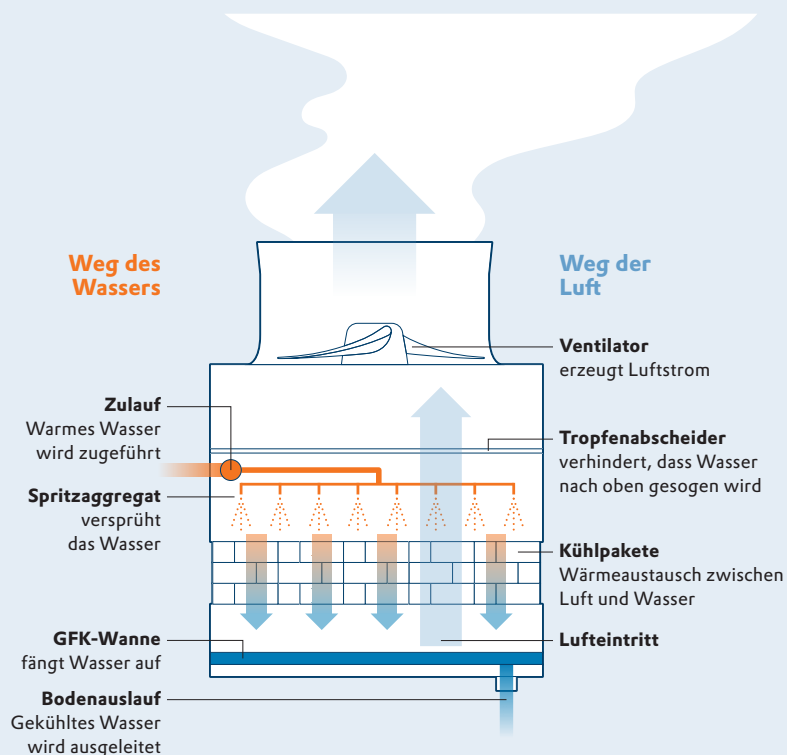 Weg des
Wassers
Zulauf
Warmes Wasser
wird zugeführt
Spritzaggregat
versprüht
das Wasser
GFK-Wanne
fängt Wasser auf
Bodenauslauf
Gekühltes Wasser
wird ausgeleitet
Weg der
Luft
Ventilator
erzeugt Luftstrom
Tropfenabscheider
verhindert, dass Wasser
nach oben gesogen wird
Kühlpakete
Wärmeaustausch zwischen
Luft und Wasser
Lufteintritt